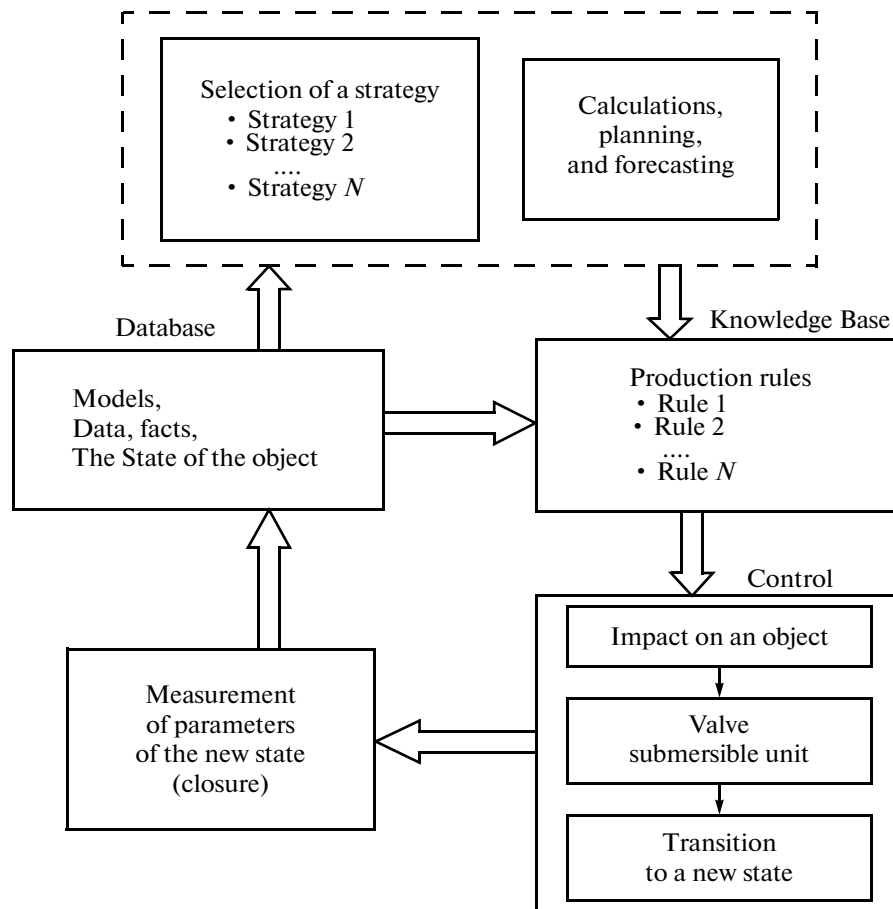 Selection of a strategy
• Strategy 1
• Strategy 2
....
• Strategy N
Calculations,
planning,
and forecasting
Database
Knowledge Base
Models,
Data, facts,
The State of the object
Production rules
• Rule 1
• Rule 2
....
• Rule N
Control
Impact on an object
Valve
submersible unit
Transition
to a new state
Measurement
of parameters
of the new state
(closure)